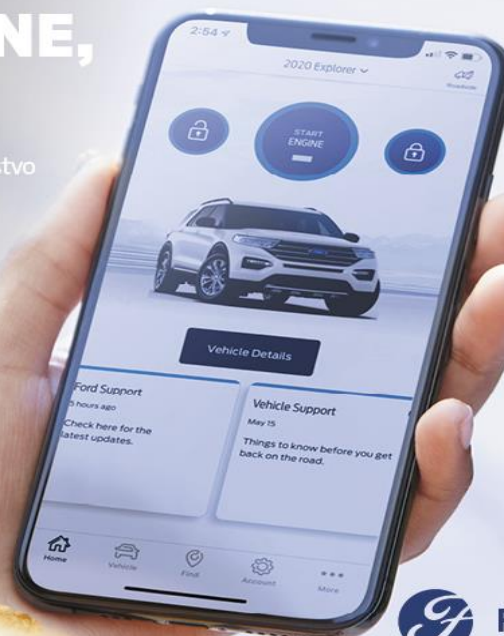 NE,
tvo
2:54
2020 Explorer
START
ENGINE
Vehicle Details
Ford Support
5 hours ago
Check here for the
latest updates.
Vehicle Support
May 15
Things to know before you get
back on the road.
Home
Vehicle
Find
Account
More